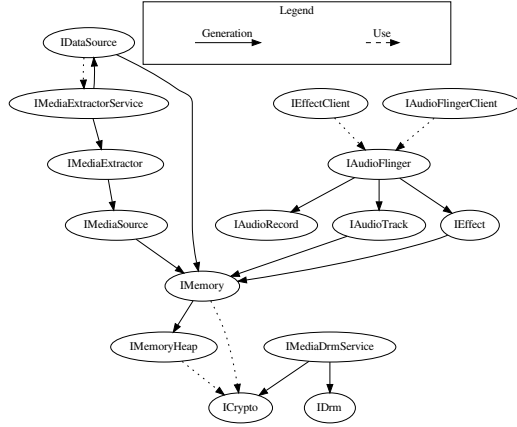 Legend
Generation
Use
IDataSource
IMediaExtractorService
IEffectClient
IAudioFlingerClient
IMediaExtractor
IAudioFlinger
IMediaSource
IAudioRecord
IAudioTrack
IEffect
IMemory
IMemoryHeap
IMediaDrmService
ICrypto
IDrm